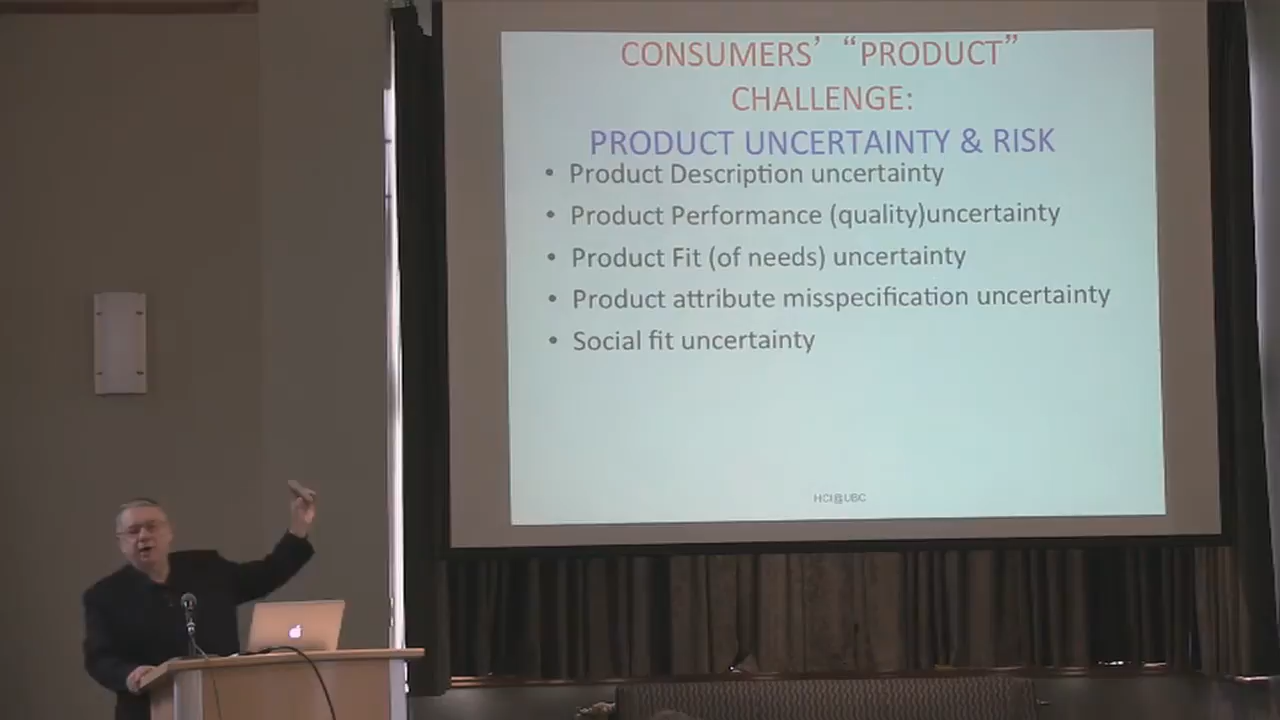 CONSUMERS’ “PRODUCT”
CHALLENGE:
PRODUCT UNCERTAINTY & RISK
• Product Description uncertainty
• Product Performance (quality)uncertainty
• Product Fit (of needs) uncertainty
• Product attribute misspecification uncertainty
• Social fit uncertainty
HCI@UBC